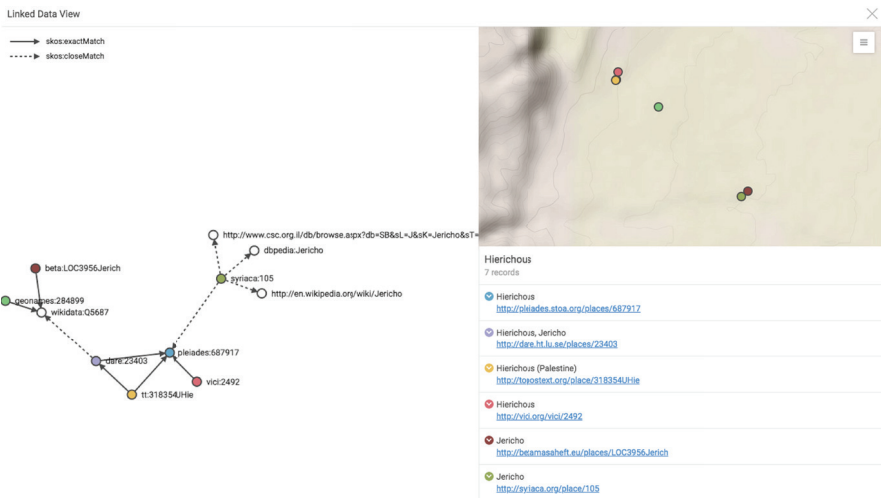 Linked Data View
skos:exactMatch
skos:closeMatch
http://www.csc.org.il/db/browse.aspx?db=SB&sL=J&sK=Jericho&sT=
dbpedia:Jericho
syriaca:105
http://en.wikipedia.org/wiki/Jericho
beta:LOC3956Jerich
geonames:284899
wikidata:Q5687
pleiades:687917
dare:23403
vici:2492
tt:318354UHie
Hierichous
7 records
Hierichous
http://pleiades.stoa.org/places/687917
Hierichous, Jericho
http://dare.ht.lu.se/places/23403
Hierichous (Palestine)
http://topostext.org/place/318354UHie
Hierichous
http://vici.org/vici/2492
Jericho
http://betamasaheft.eu/places/LOC3956Jerich
Jericho
http://syriaca.org/place/105